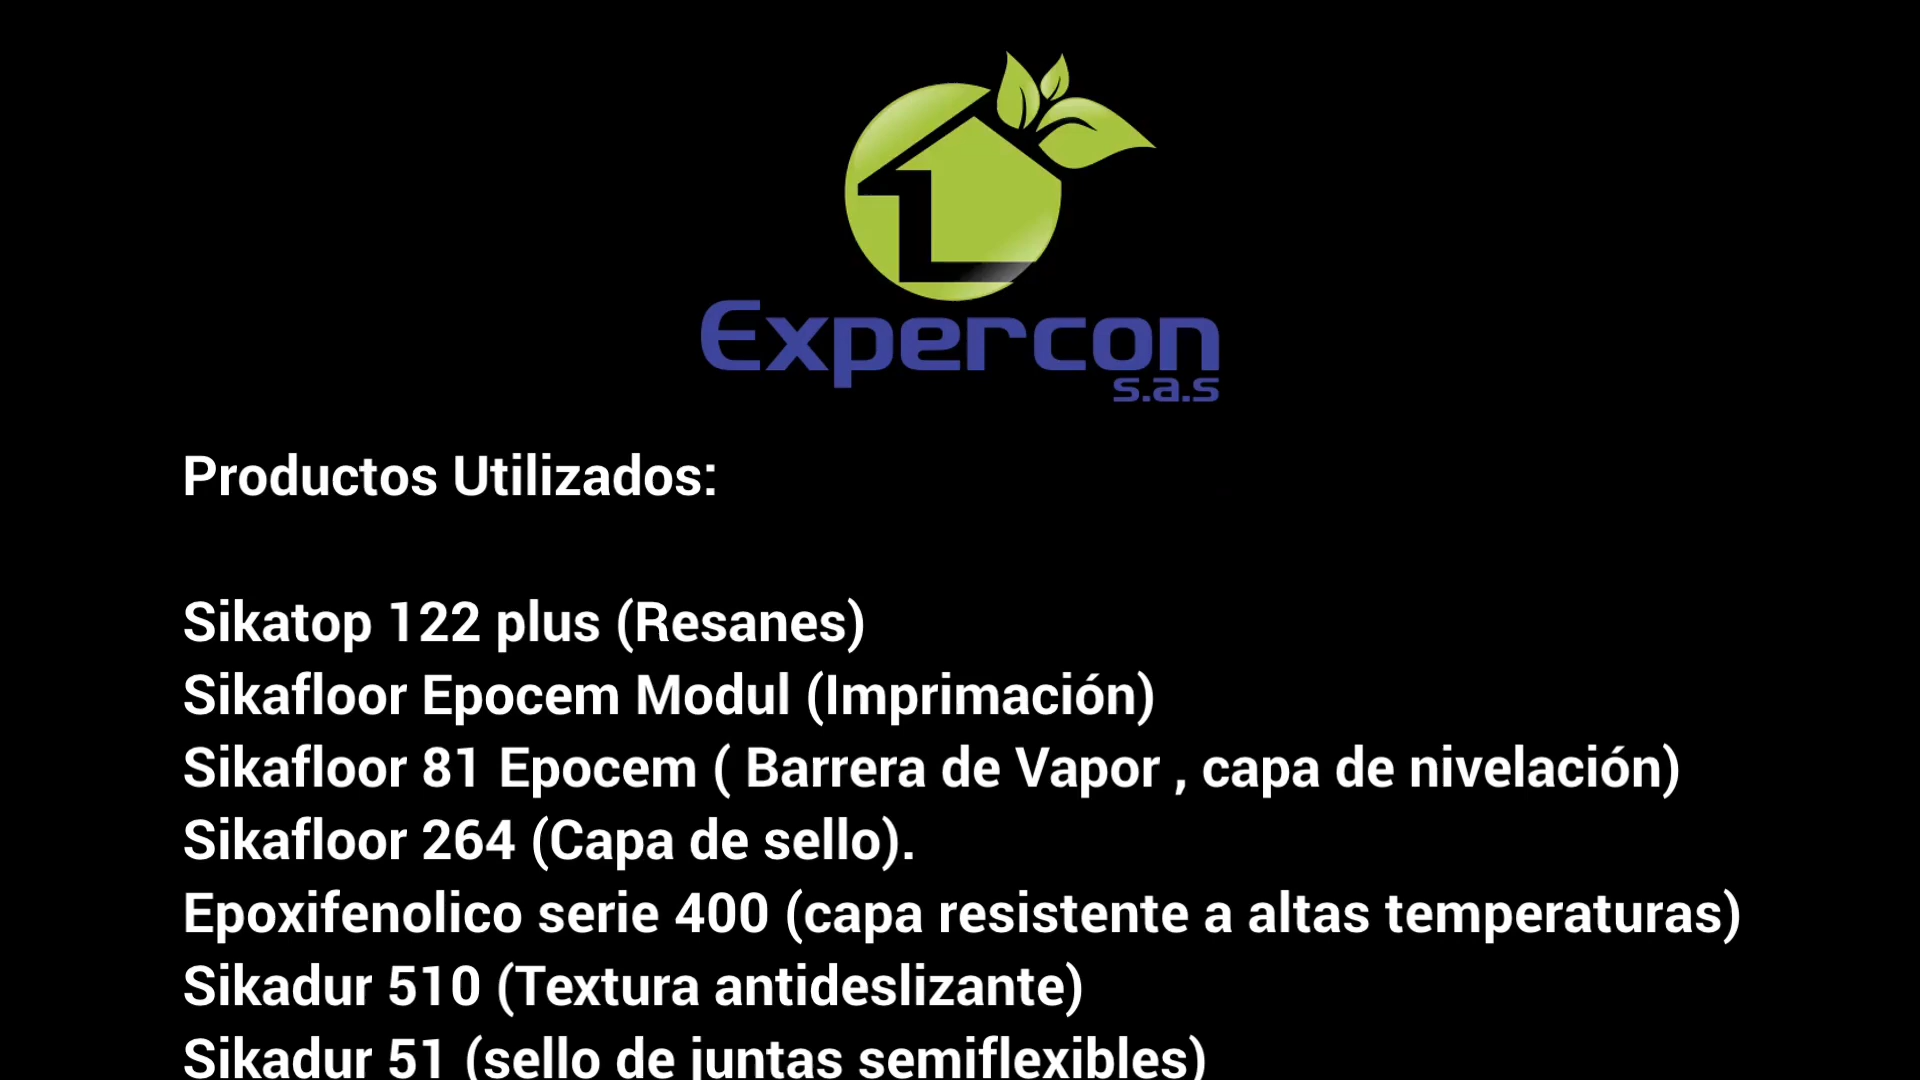 Expercon
s.a.s
Productos Utilizados:
Sikatop 122 plus (Resanes)
Sikafloor Epocem Modul (Imprimación)
Sikafloor 81 Epocem ( Barrera de Vapor , capa de nivelación)
Sikafloor 264 (Capa de sello).
Epoxifenolico serie 400 (capa resistente a altas temperaturas)
Sikadur 510 (Textura antideslizante)
Sikadur 51 (sello de juntas semiflexibles)